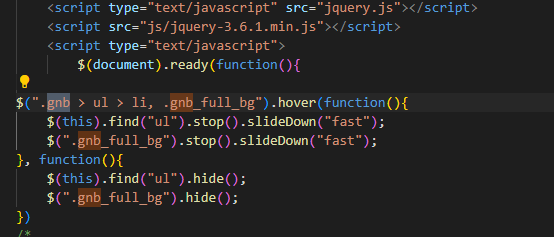 <script type="text/javascript" src="jquery.js"></script>
<script src="js/jquery-3.6.1.min.js"></script>
<script type="text/javascript">
$(document).ready(function(){
$(".gnb > ul > li, .gnb_full_bg").hover(function(){
$(this).find("ul").stop().slideDown("fast");
$(".gnb_full_bg").stop().slideDown("fast");
}, function(){
$(this).find("ul").hide();
$(".gnb_full_bg").hide();
})
/*